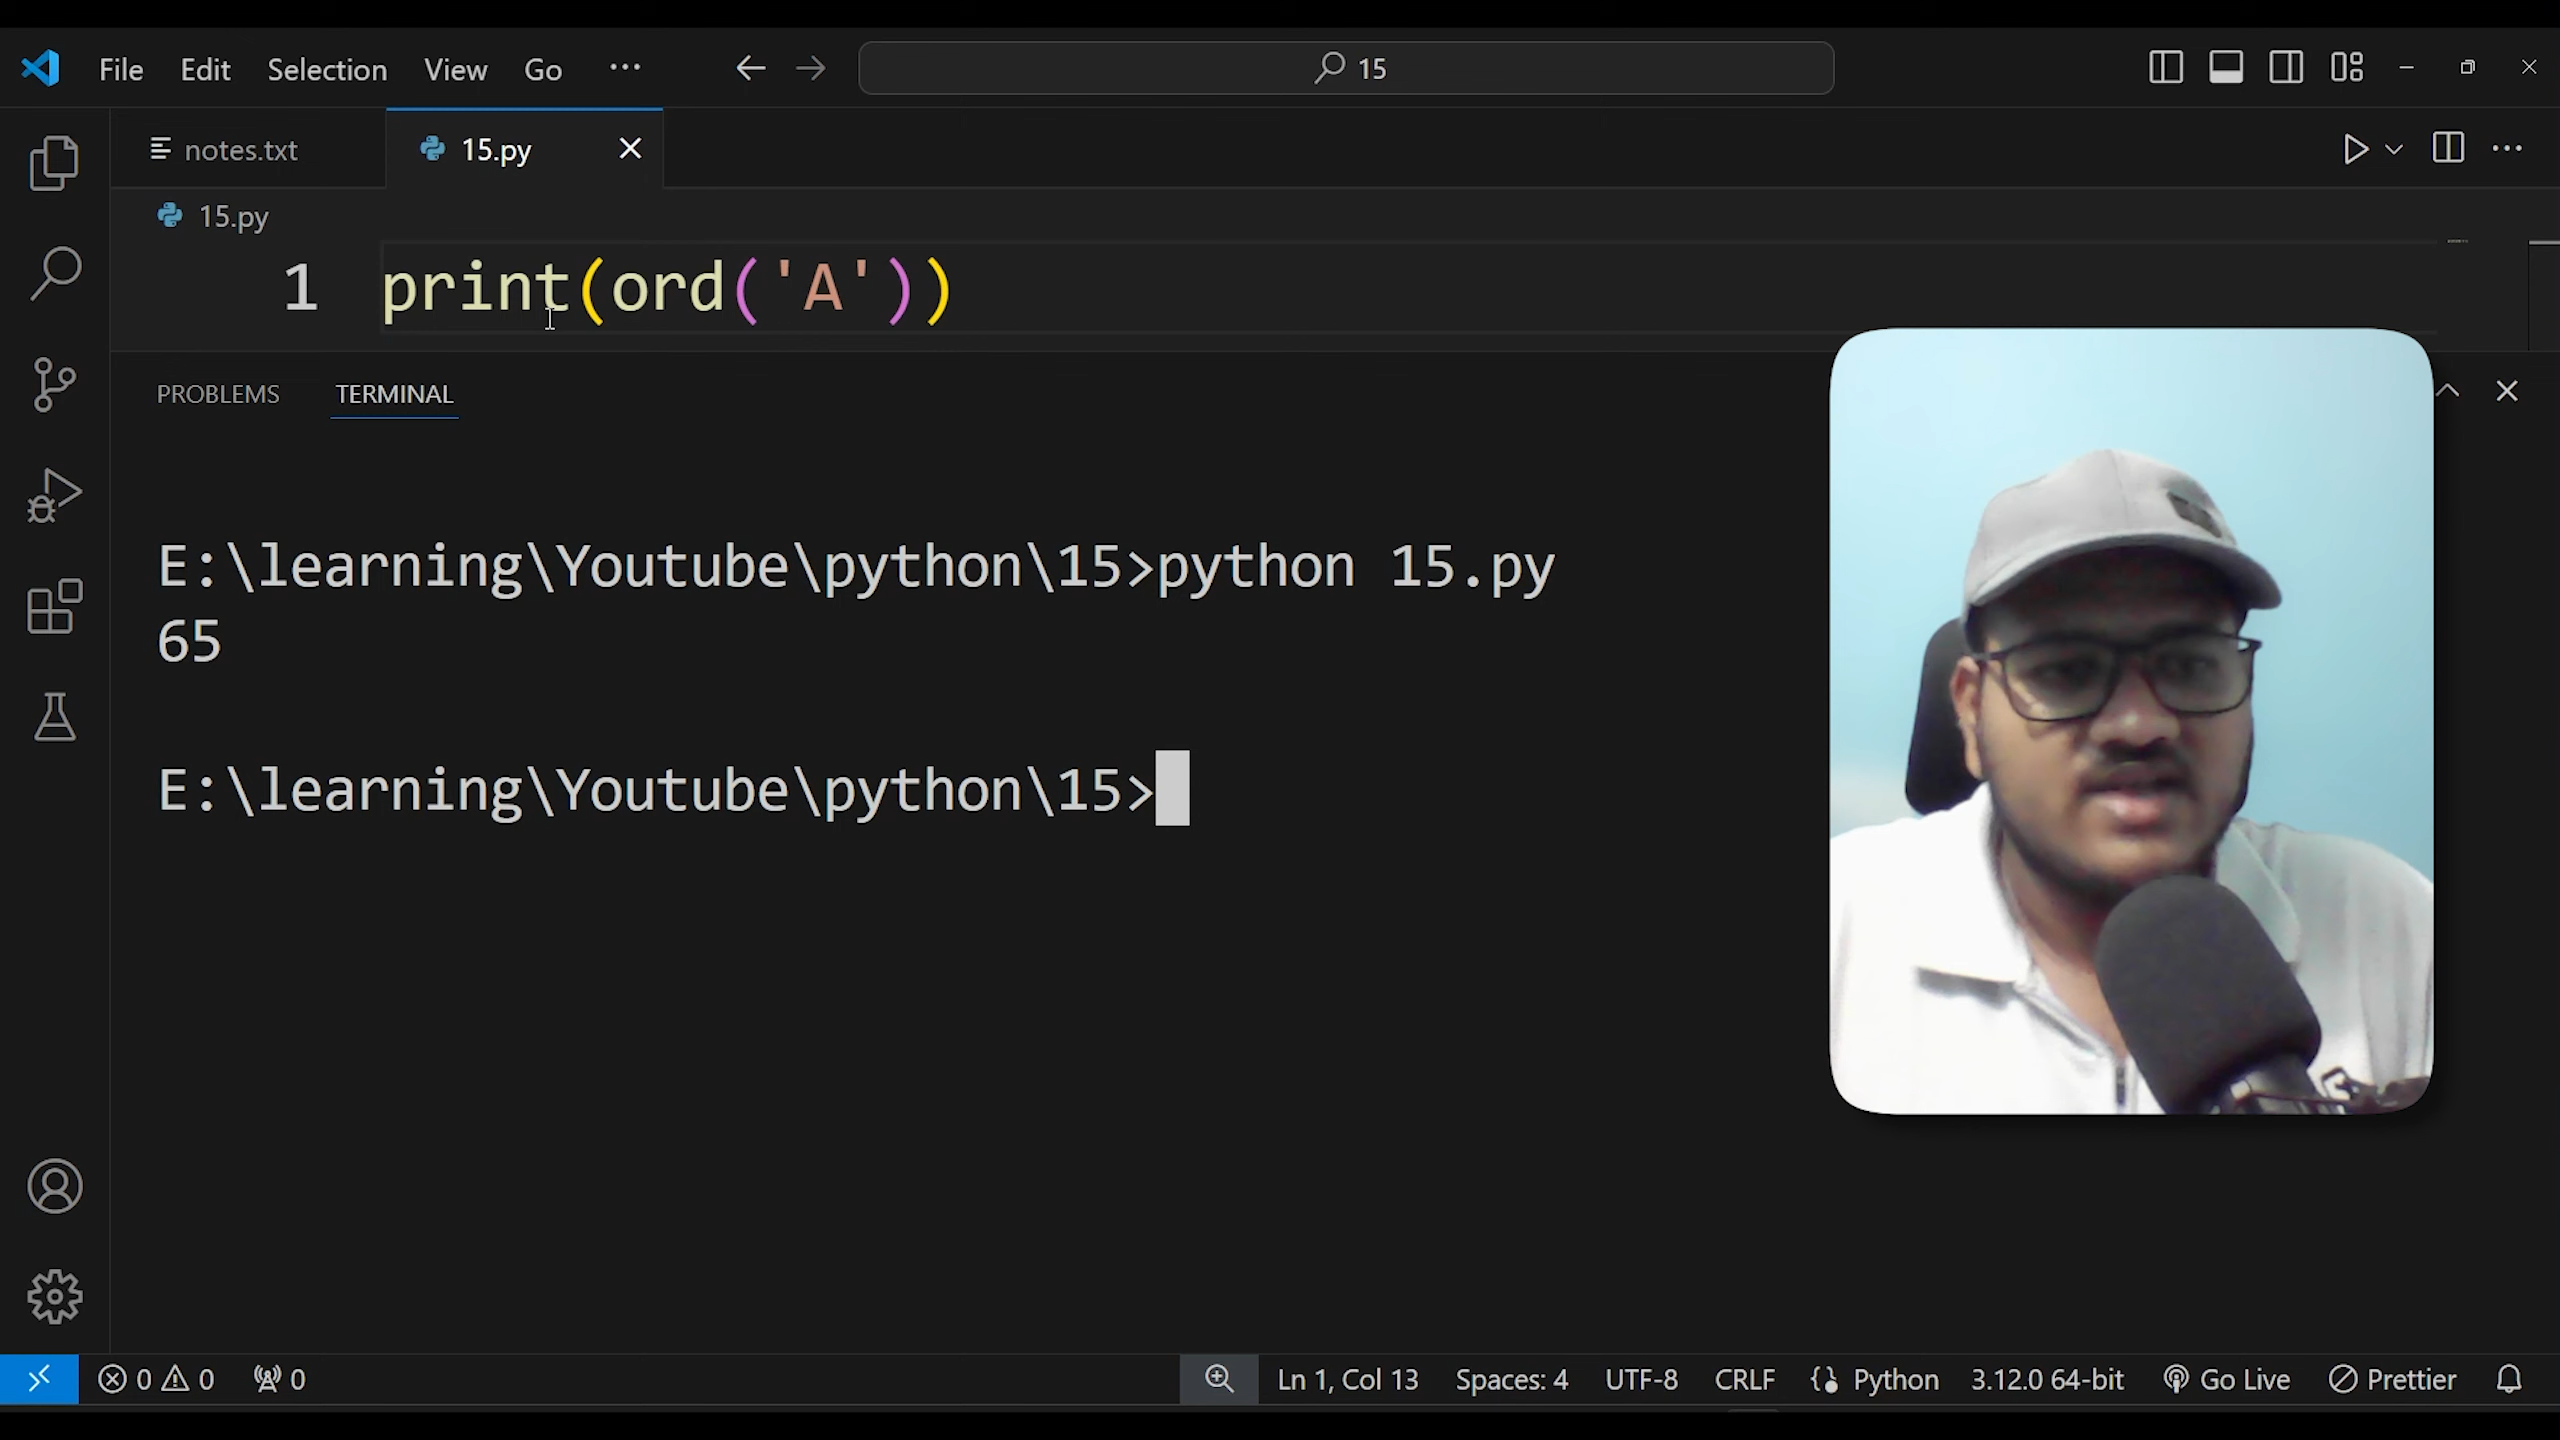 File Edit Selection View Go ... 15
notes.txt 15.py
15.py
1 print(ord('A'))
PROBLEMS TERMINAL
E:\learning\Youtube\python\15>python 15.py
65
E:\learning\Youtube\python\15>
0 0 0 Ln 1, Col 13 Spaces: 4 UTF-8 CRLF Python 3.12.0 64-bit Go Live Prettier